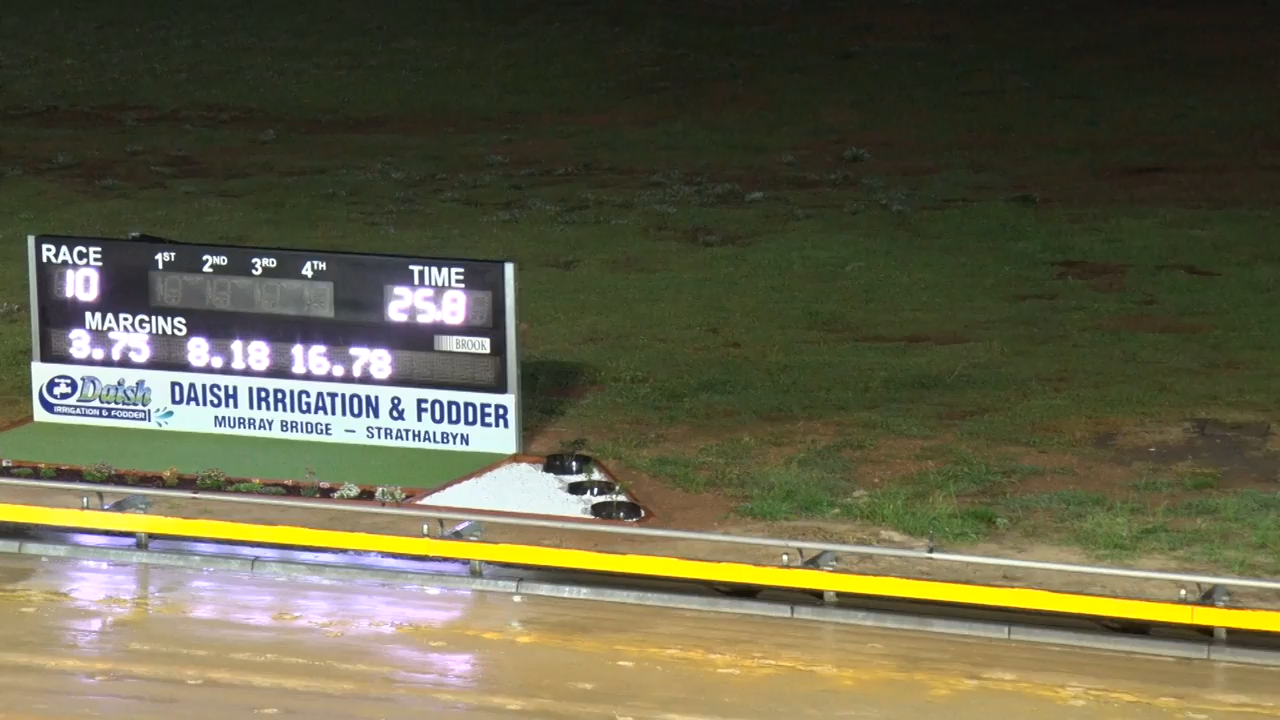 RACE 1ST 2ND 3RD 4TH TIME
10 25.8
MARGINS
BROOK
3.75 8.18 16.78
Daish
IRRIGATION & FODDER
DAISH IRRIGATION & FODDER
MURRAY BRIDGE – STRATHALBYN